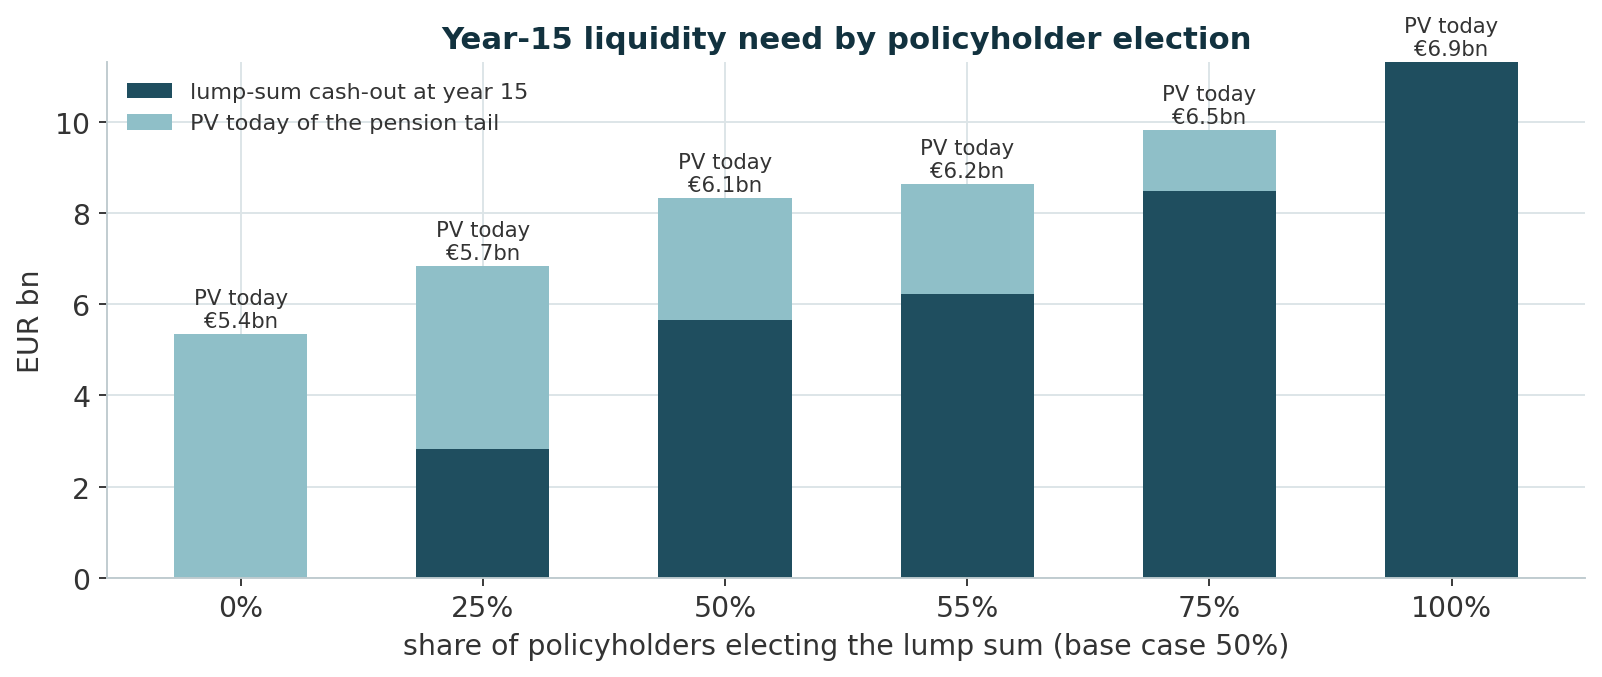 Year-15 liquidity need by policyholder election
lump-sum cash-out at year 15
PV today of the pension tail
EUR bn
10
8
6
4
2
0
PV today
€5.4bn
PV today
€5.7bn
PV today
€6.1bn
PV today
€6.2bn
PV today
€6.5bn
PV today
€6.9bn
0%
25%
50%
55%
75%
100%
share of policyholders electing the lump sum (base case 50%)